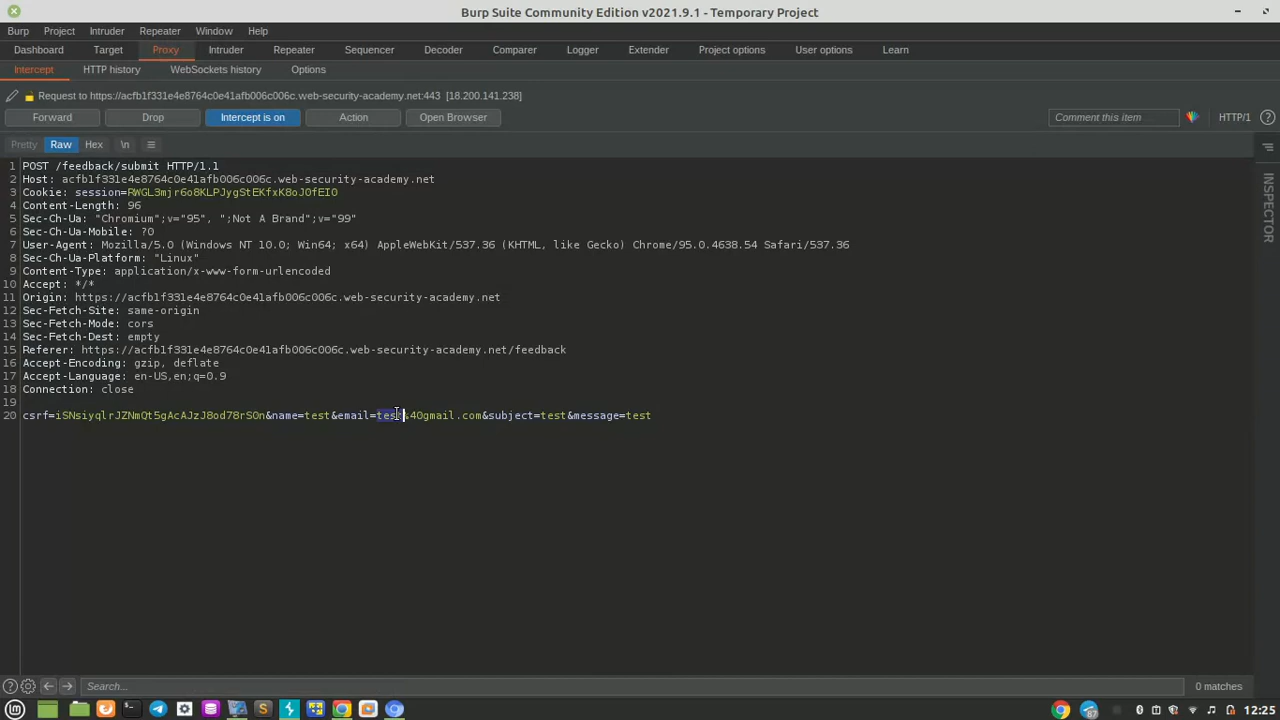 Burp Suite Community Edition v2021.9.1 - Temporary Project
Burp Project Intruder Repeater Window Help
Dashboard Target Proxy Intruder Repeater Sequencer Decoder Comparer Logger Extender Project options User options Learn
Intercept HTTP history WebSockets history Options
Request to https://acfb1f331e4e8764c0e41afb006c006c.web-security-academy.net:443 [18.200.141.238]
Forward Drop Intercept is on Action Open Browser Comment this item HTTP/1 ?
Pretty Raw Hex \n ≡
1 POST /feedback/submit HTTP/1.1
2 Host: acfb1f331e4e8764c0e41afb006c006c.web-security-academy.net
3 Cookie: session=RWGL3mjr6o8KLPJygStEKfxK8oJOfEI0
4 Content-Length: 96
5 Sec-Ch-Ua: "Chromium";v="95", ";Not A Brand";v="99"
6 Sec-Ch-Ua-Mobile: ?0
7 User-Agent: Mozilla/5.0 (Windows NT 10.0; Win64; x64) AppleWebKit/537.36 (KHTML, like Gecko) Chrome/95.0.4638.54 Safari/537.36
8 Sec-Ch-Ua-Platform: "Linux"
9 Content-Type: application/x-www-form-urlencoded
10 Accept: */*
11 Origin: https://acfb1f331e4e8764c0e41afb006c006c.web-security-academy.net
12 Sec-Fetch-Site: same-origin
13 Sec-Fetch-Mode: cors
14 Sec-Fetch-Dest: empty
15 Referer: https://acfb1f331e4e8764c0e41afb006c006c.web-security-academy.net/feedback
16 Accept-Encoding: gzip, deflate
17 Accept-Language: en-US,en;q=0.9
18 Connection: close
19
20 csrf=iSNsiyqlrJZNmQt5gAcAJzJ8od78rS0n&name=test&email=test%40gmail.com&subject=test&message=test
INSPECTOR
? Search... 0 matches
12:25